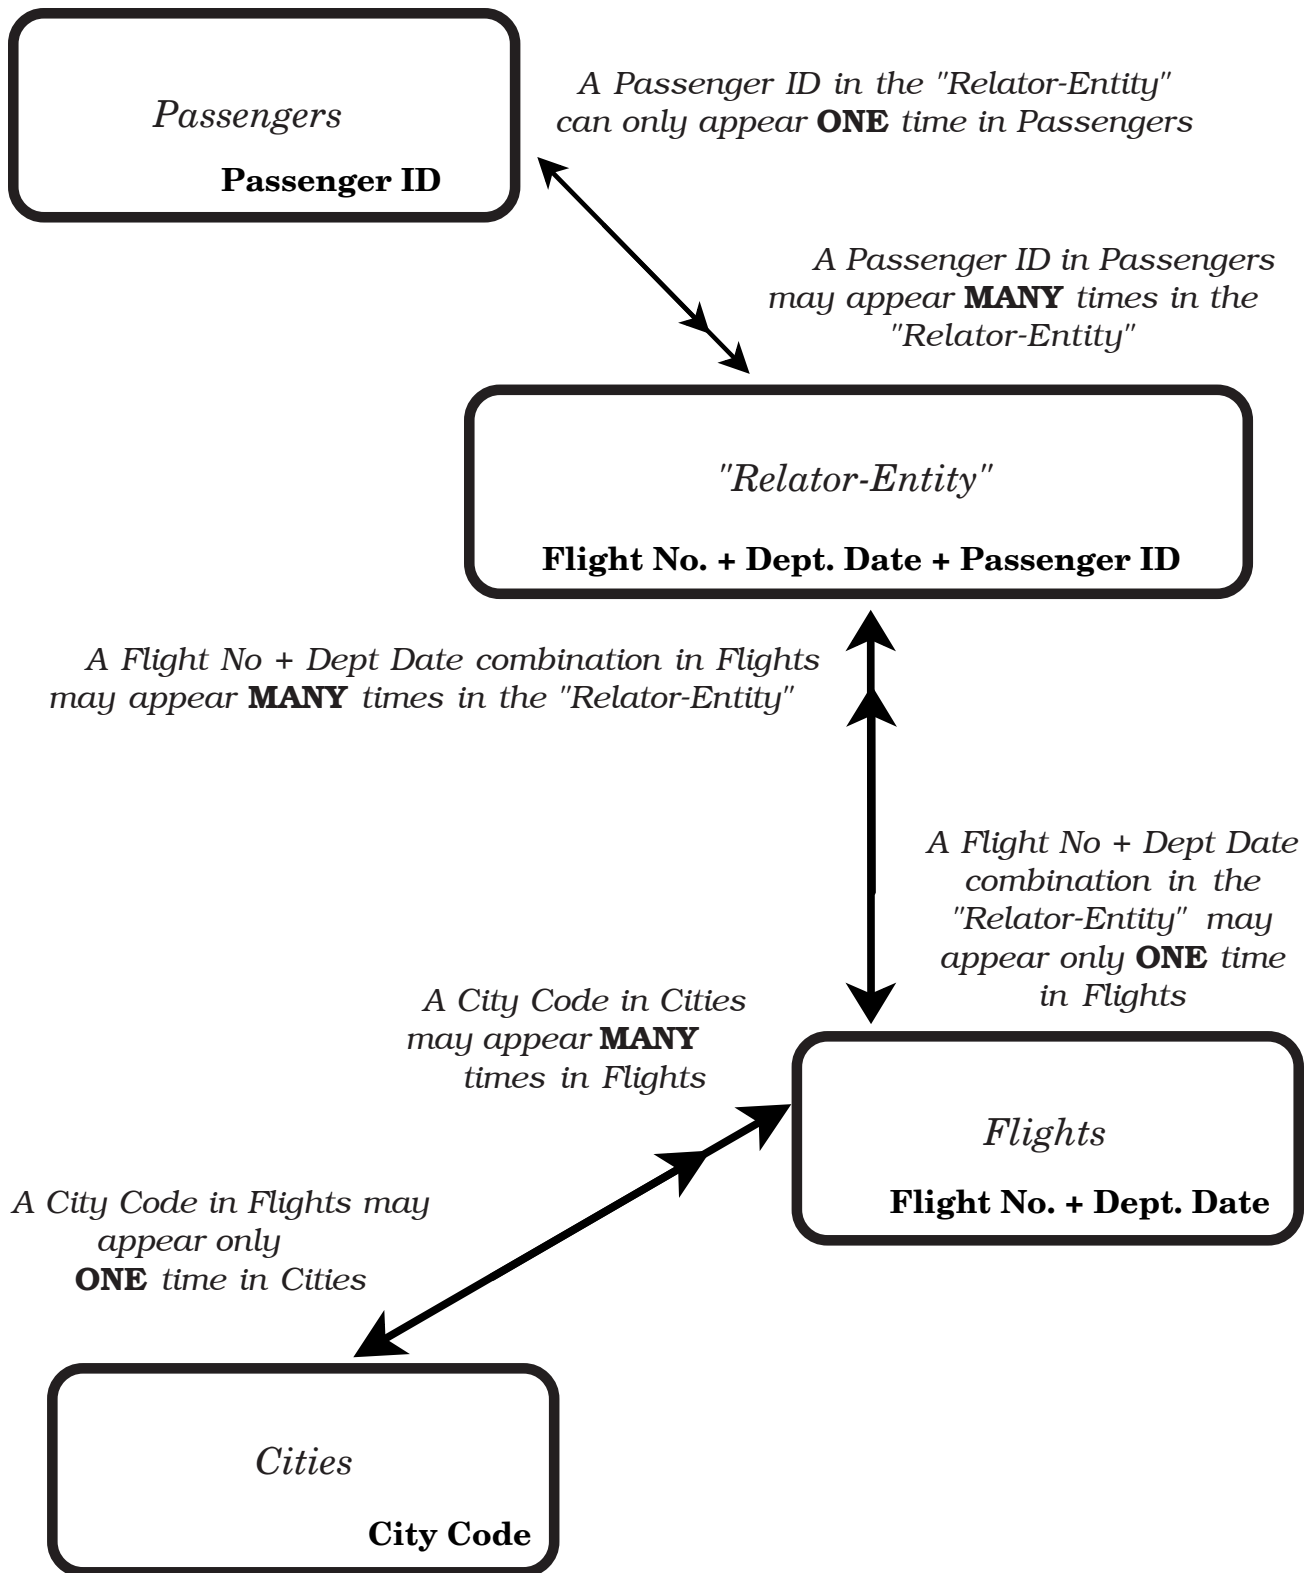 Passengers
Passenger ID
A Passenger ID in the "Relator-Entity"
can only appear ONE time in Passengers
A Passenger ID in Passengers
may appear MANY times in the
"Relator-Entity"
"Relator-Entity"
Flight No. + Dept. Date + Passenger ID
A Flight No + Dept Date combination in Flights
may appear MANY times in the "Relator-Entity"
A Flight No + Dept Date
combination in the
"Relator-Entity" may
appear only ONE time
in Flights
A City Code in Cities
may appear MANY
times in Flights
Flights
Flight No. + Dept. Date
A City Code in Flights may
appear only
ONE time in Cities
Cities
City Code